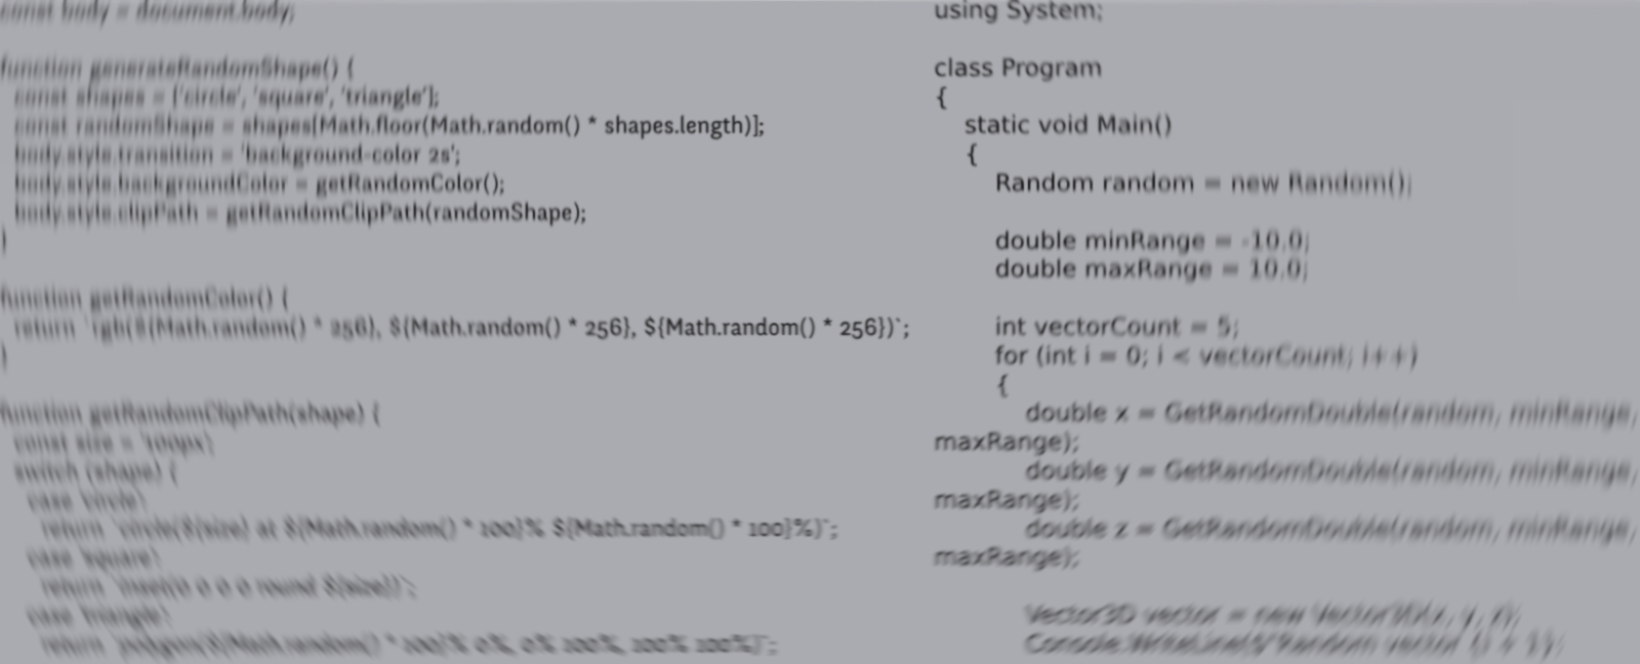 const body = document.body;
function generateRandomShape() {
const shapes = ['circle', 'square', 'triangle'];
const randomShape = shapes[Math.floor(Math.random() * shapes.length)];
body.style.transition = 'background-color 2s';
body.style.backgroundColor = getRandomColor();
body.style.clipPath = getRandomClipPath(randomShape);
}
function getRandomColor() {
return `rgb(${Math.random() * 256}, ${Math.random() * 256}, ${Math.random() * 256})`;
}
function getRandomClipPath(shape) {
const size = '100px';
switch (shape) {
case 'circle':
return `circle(${size} at ${Math.random() * 100}% ${Math.random() * 100}%)`;
case 'square':
return `inset(0 0 0 0 round ${size})`;
case 'triangle':
return `polygon(${Math.random() * 100}% 0%, 0% 100%, 100% 100%)`;
using System;
class Program
{
static void Main()
{
Random random = new Random();
double minRange = -10.0;
double maxRange = 10.0;
int vectorCount = 5;
for (int i = 0; i < vectorCount; i++)
{
double x = GetRandomDouble(random, minRange,
maxRange);
double y = GetRandomDouble(random, minRange,
maxRange);
double z = GetRandomDouble(random, minRange,
maxRange);
Vector3D vector = new Vector3D(x, y, z);
Console.WriteLine($"Random vector {i + 1}: